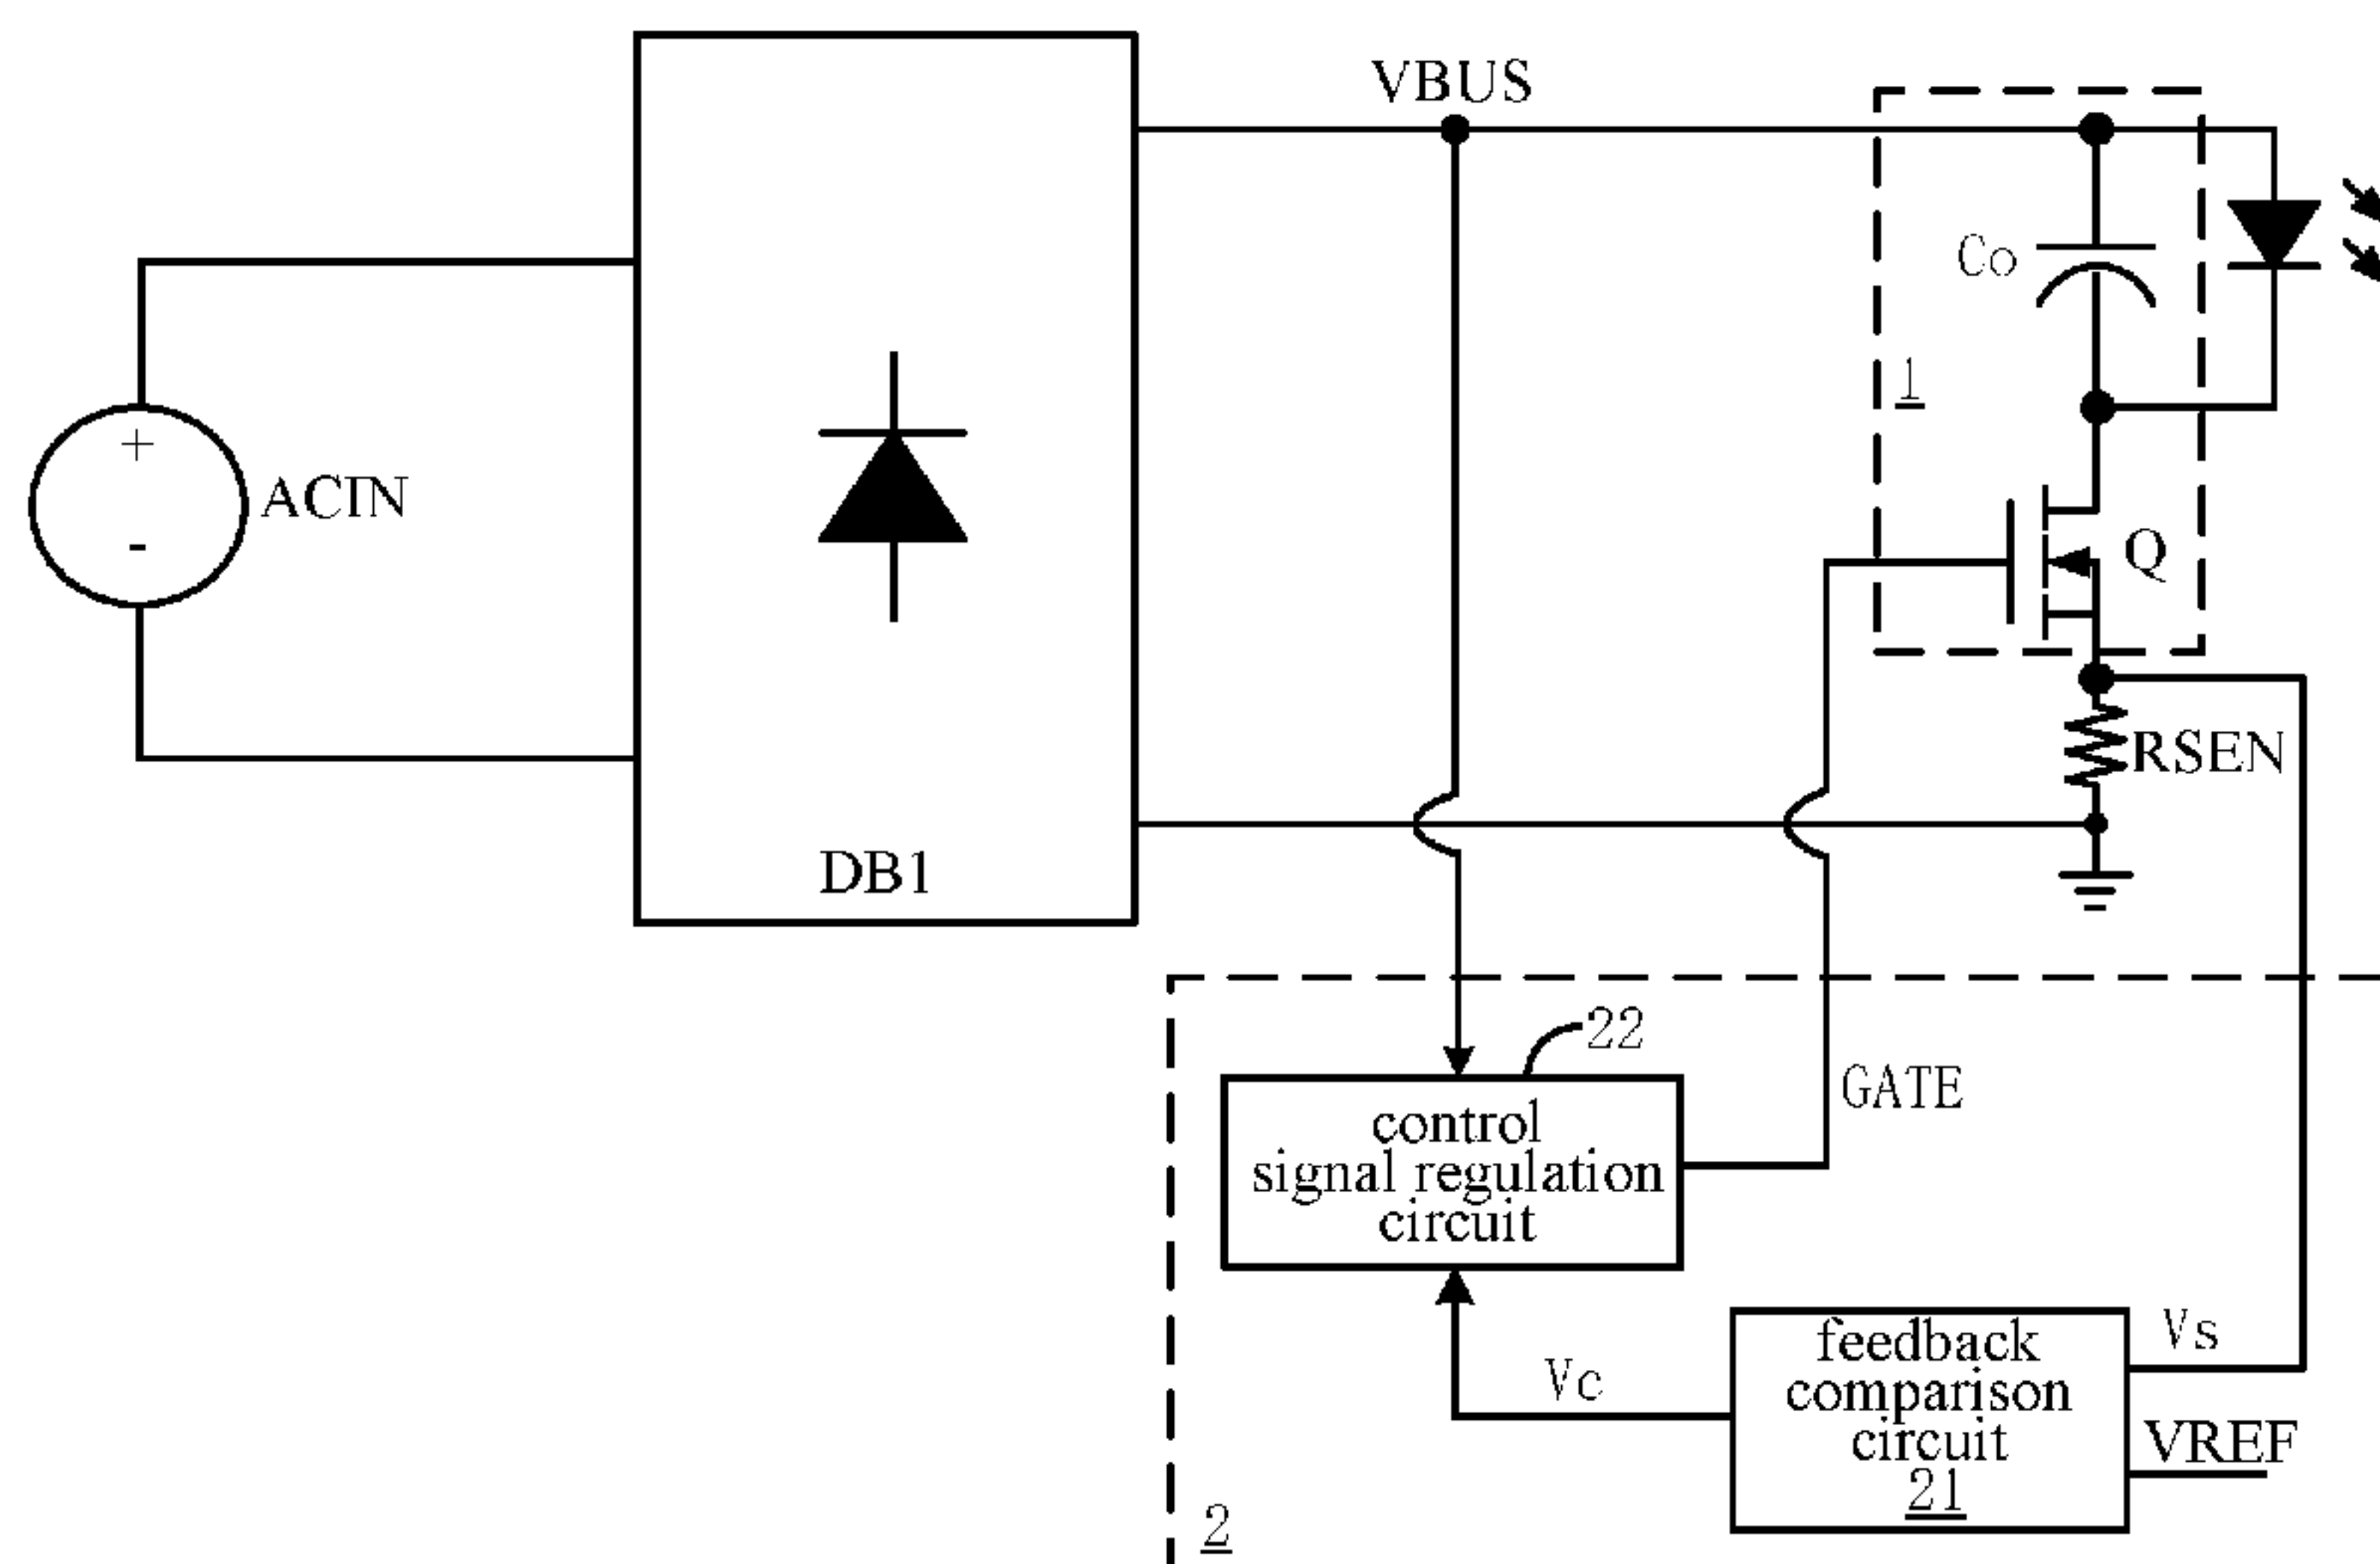 VBUS
Co
1
+
ACIN
-
Q
RSEN
DB1
22
control
signal regulation
circuit
GATE
feedback
comparison
circuit
21
Vs
Vc
VREF
2